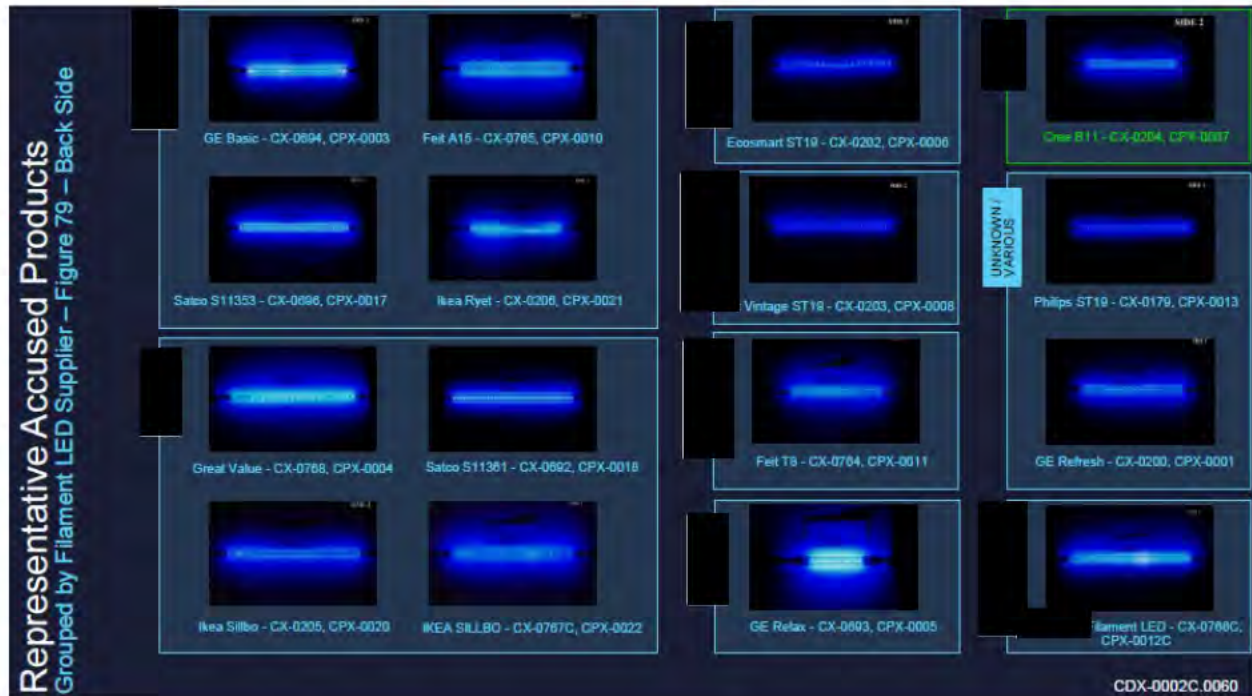 Representative Accused Products
Grouped by Filament LED Supplier – Figure 79 – Back Side
GE Basic - CX-0694, CPX-0003
Feit A15 - CX-0765, CPX-0010
Satco S11353 - CX-0696, CPX-0017
Ikea Ryet - CX-0206, CPX-0021
Great Value - CX-0768, CPX-0004
Satco S11361 - CX-0692, CPX-0018
Ikea Sillbo - CX-0205, CPX-0020
IKEA SILLBO - CX-0767C, CPX-0022
Ecosmart ST19 - CX-0202, CPX-0006
Vintage ST19 - CX-0203, CPX-0008
Feit T8 - CX-0764, CPX-0011
GE Relax - CX-0693, CPX-0005
SIDE 2
Cree B11 - CX-0204, CPX-0007
UNKNOWN /
VARIOUS
Philips ST19 - CX-0179, CPX-0013
GE Refresh - CX-0200, CPX-0001
Filament LED - CX-0766C,
CPX-0012C
CDX-0002C.0060